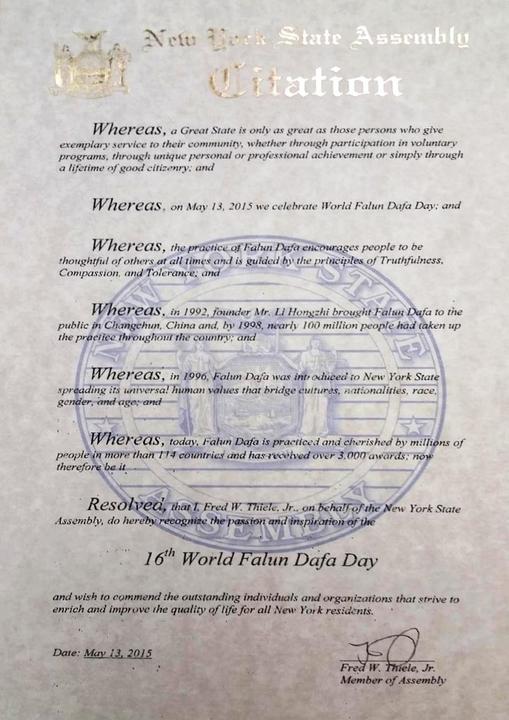 New York State Assembly
Citation
Whereas, a Great State is only as great as those persons who give
exemplary service to their community, whether through participation in voluntary
programs, through unique personal or professional achievement or simply through
a lifetime of good citizenry; and
Whereas, on May 13, 2015 we celebrate World Falun Dafa Day; and
Whereas, the practice of Falun Dafa encourages people to be
thoughtful of others at all times and is guided by the principles of Truthfulness,
Compassion, and Tolerance; and
Whereas, in 1992, founder Mr. Li Hongzhi brought Falun Dafa to the
public in Changchun, China and, by 1998, nearly 100 million people had taken up
the practice throughout the country; and
Whereas, in 1996, Falun Dafa was introduced to New York State
spreading its universal human values that bridge cultures, nationalities, race,
gender, and age; and
Whereas, today, Falun Dafa is practiced and cherished by millions of
people in more than 114 countries and has received over 3,000 awards; now
therefore be it
Resolved, that I, Fred W. Thiele, Jr., on behalf of the New York State
Assembly, do hereby recognize the passion and inspiration of the
16th World Falun Dafa Day
and wish to commend the outstanding individuals and organizations that strive to
enrich and improve the quality of life for all New York residents.
Date: May 13, 2015
Fred W. Thiele, Jr.
Member of Assembly
NEW YORK STATE
ASSEMBLY